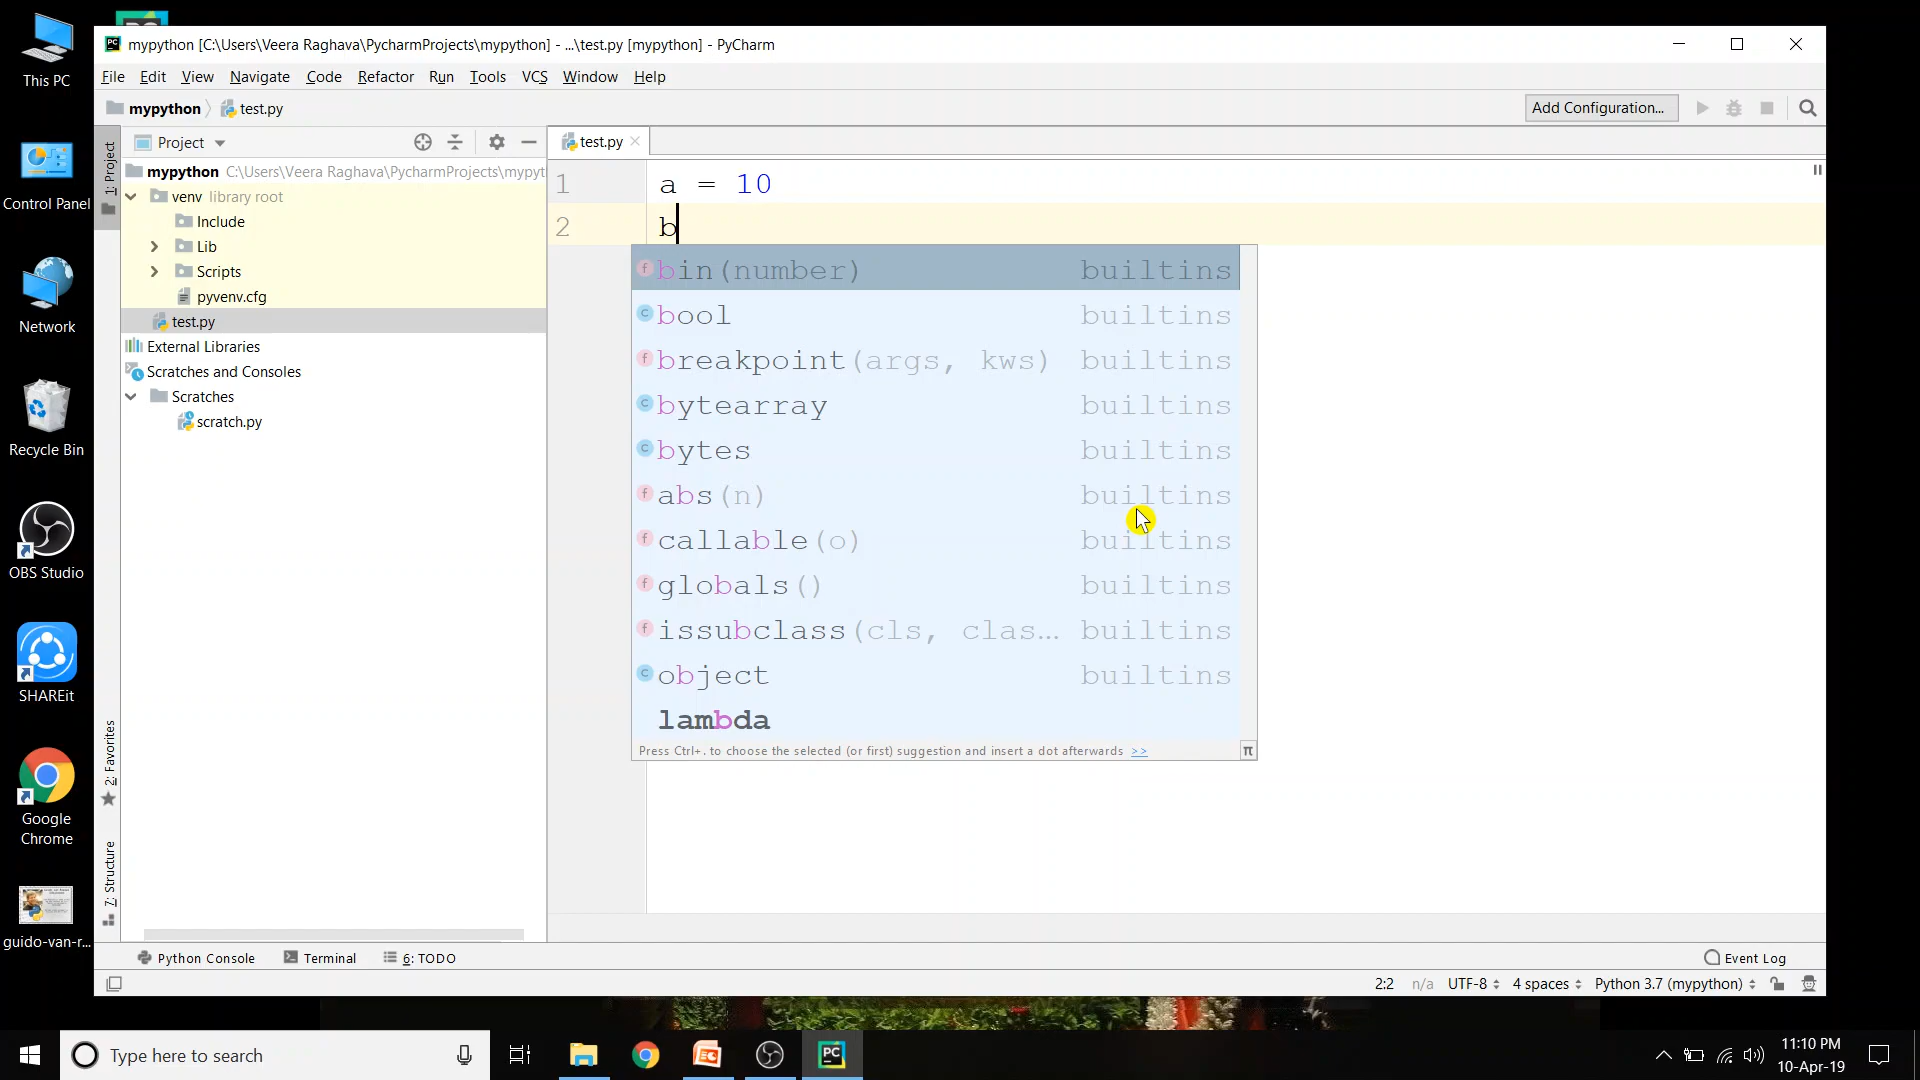 This PC
Control Panel
Network
Recycle Bin
OBS Studio
SHAREit
Google
Chrome
guido-van-r...
mypython [C:\Users\Veera Raghava\PycharmProjects\mypython] - ...\test.py [mypython] - PyCharm
File Edit View Navigate Code Refactor Run Tools VCS Window Help
mypython test.py Add Configuration...
1: Project
2: Favorites
7: Structure
Project
mypython C:\Users\Veera Raghava\PycharmProjects\mypyt
venv library root
Include
Lib
Scripts
pyvenv.cfg
test.py
External Libraries
Scratches and Consoles
Scratches
scratch.py
test.py
1 a = 10
2 b
bin(number) builtins
bool builtins
breakpoint(args, kws) builtins
bytearray builtins
bytes builtins
abs(n) builtins
callable(o) builtins
globals() builtins
issubclass(cls, clas... builtins
object builtins
lambda
Press Ctrl+. to choose the selected (or first) suggestion and insert a dot afterwards >> π
Python Console Terminal 6: TODO Event Log
2:2 n/a UTF-8 4 spaces Python 3.7 (mypython)
Type here to search
11:10 PM
10-Apr-19